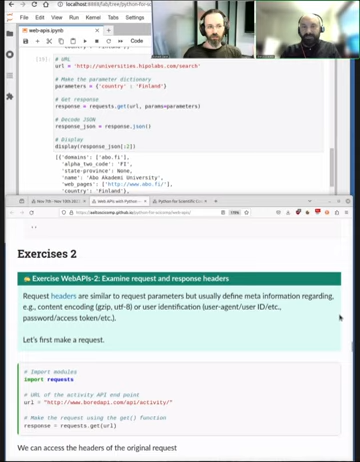 localhost:8888/lab/tree/python-for-s
File Edit View Run Kernel Tabs Settings
web-apis.ipynb
# URL
url = 'http://universities.hipolabs.com/search'
# Make the parameter dictionary
parameters = {'country' : 'Finland'}
# Get response
response = requests.get(url, params=parameters)
# Decode JSON
response_json = response.json()
# Display
display(response_json[:2])
[{'domains': ['abo.fi'],
'alpha_two_code': 'FI',
'state-province': None,
'name': 'Abo Akademi University',
'web_pages': ['http://www.abo.fi/'],
'country': 'Finland'},
Web APIs with Python
Python for Scientific
Exercises 2
Exercise WebAPIs-2: Examine request and response headers
Request headers are similar to request parameters but usually define meta information regarding,
e.g., content encoding (gzip, utf-8) or user identification (user-agent/user ID/etc.,
password/access token/etc.).
Let's first make a request.
# Import modules
import requests
# URL of the activity API end point
url = "http://www.boredapi.com/api/activity/"
# Make the request using the get() function
response = requests.get(url)
We can access the headers of the original request